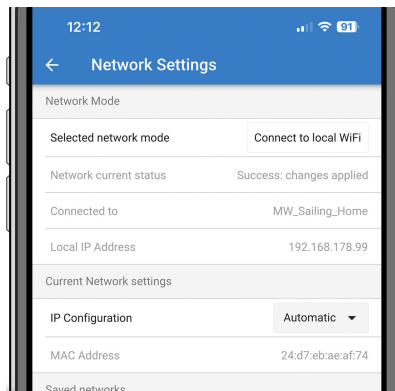 12:12
91
Network Settings
Network Mode
Selected network mode Connect to local WiFi
Network current status Success: changes applied
Connected to MW_Sailing_Home
Local IP Address 192.168.178.99
Current Network settings
IP Configuration Automatic
MAC Address 24:d7:eb:ae:af:74
Saved networks